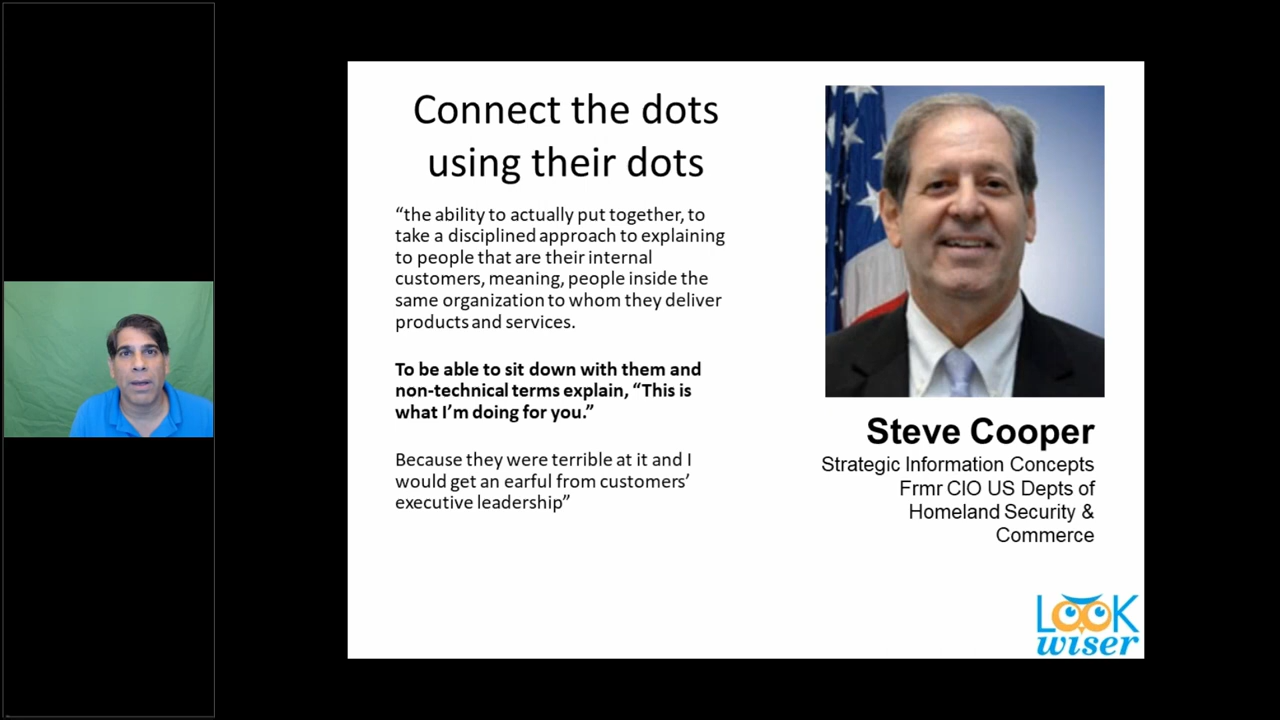 Connect the dots
using their dots
“the ability to actually put together, to
take a disciplined approach to explaining
to people that are their internal
customers, meaning, people inside the
same organization to whom they deliver
products and services.
To be able to sit down with them and
non-technical terms explain, “This is
what I’m doing for you.”
Because they were terrible at it and I
would get an earful from customers’
executive leadership”
Steve Cooper
Strategic Information Concepts
Frmr CIO US Depts of
Homeland Security &
Commerce
LOOK
wiser